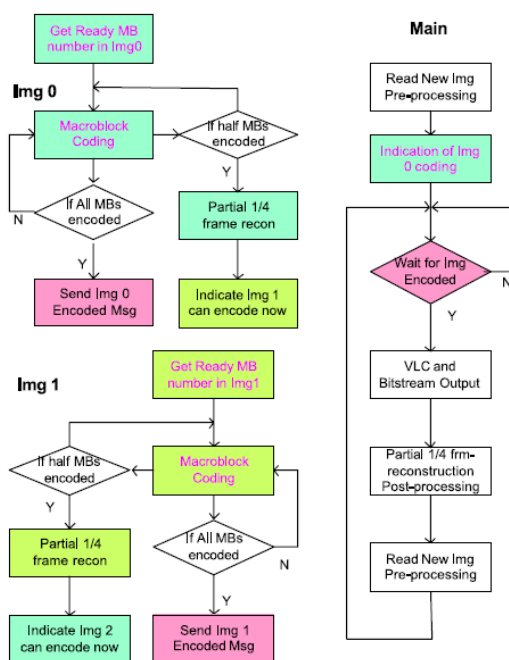 Get Ready MB
number in Img0
Img 0
Macroblock
Coding
If half MBs
encoded
N
If All MBs
encoded
Y
Partial 1/4
frame recon
Y
Send Img 0
Encoded Msg
Indicate Img 1
can encode now
Img 1
Get Ready MB
number in Img1
If half MBs
encoded
Macroblock
Coding
Y
If All MBs
encoded
N
Partial 1/4
frame recon
Y
Indicate Img 2
can encode now
Send Img 1
Encoded Msg
Main
Read New Img
Pre-processing
Indication of Img
0 coding
Wait for Img
Encoded
N
Y
VLC and
Bitstream Output
Partial 1/4 frm-
reconstruction
Post-processing
Read New Img
Pre-processing